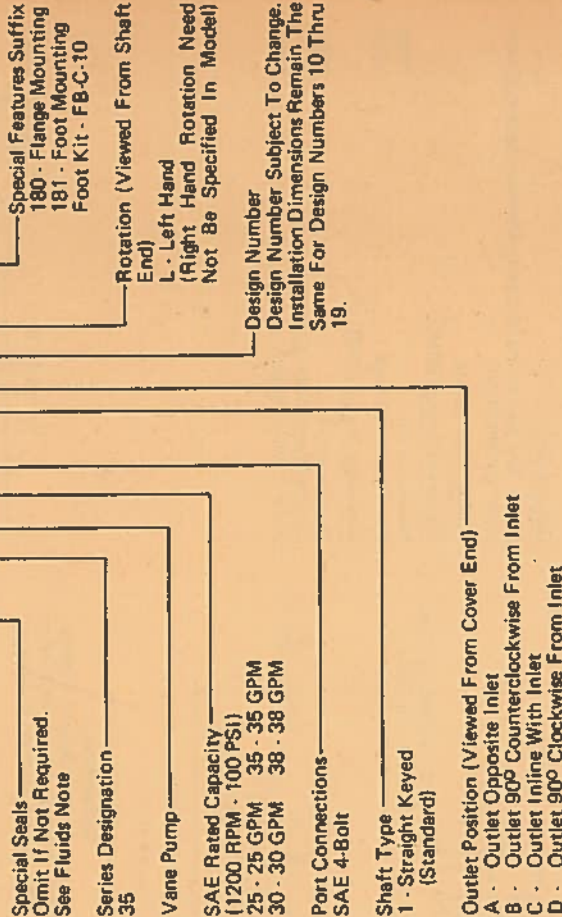 Special Seals
Omit If Not Required.
See Fluids Note
Series Designation
35
Vane Pump
SAE Rated Capacity
(1200 RPM - 100 PSI)
25 - 25 GPM 35 - 35 GPM
30 - 30 GPM 38 - 38 GPM
Port Connections
SAE 4-Bolt
Shaft Type
1 - Straight Keyed
(Standard)
Outlet Position (Viewed From Cover End)
A - Outlet Opposite Inlet
B - Outlet 90º Counterclockwise From Inlet
C - Outlet Inline With Inlet
D - Outlet 90º Clockwise From Inlet
Special Features Suffix
180 - Flange Mounting
181 - Foot Mounting
Foot Kit - FB-C-10
Rotation (Viewed From Shaft
End)
L - Left Hand
(Right Hand Rotation Need
Not Be Specified In Model)
Design Number
Design Number Subject To Change.
Installation Dimensions Remain The
Same For Design Numbers 10 Thru
19.